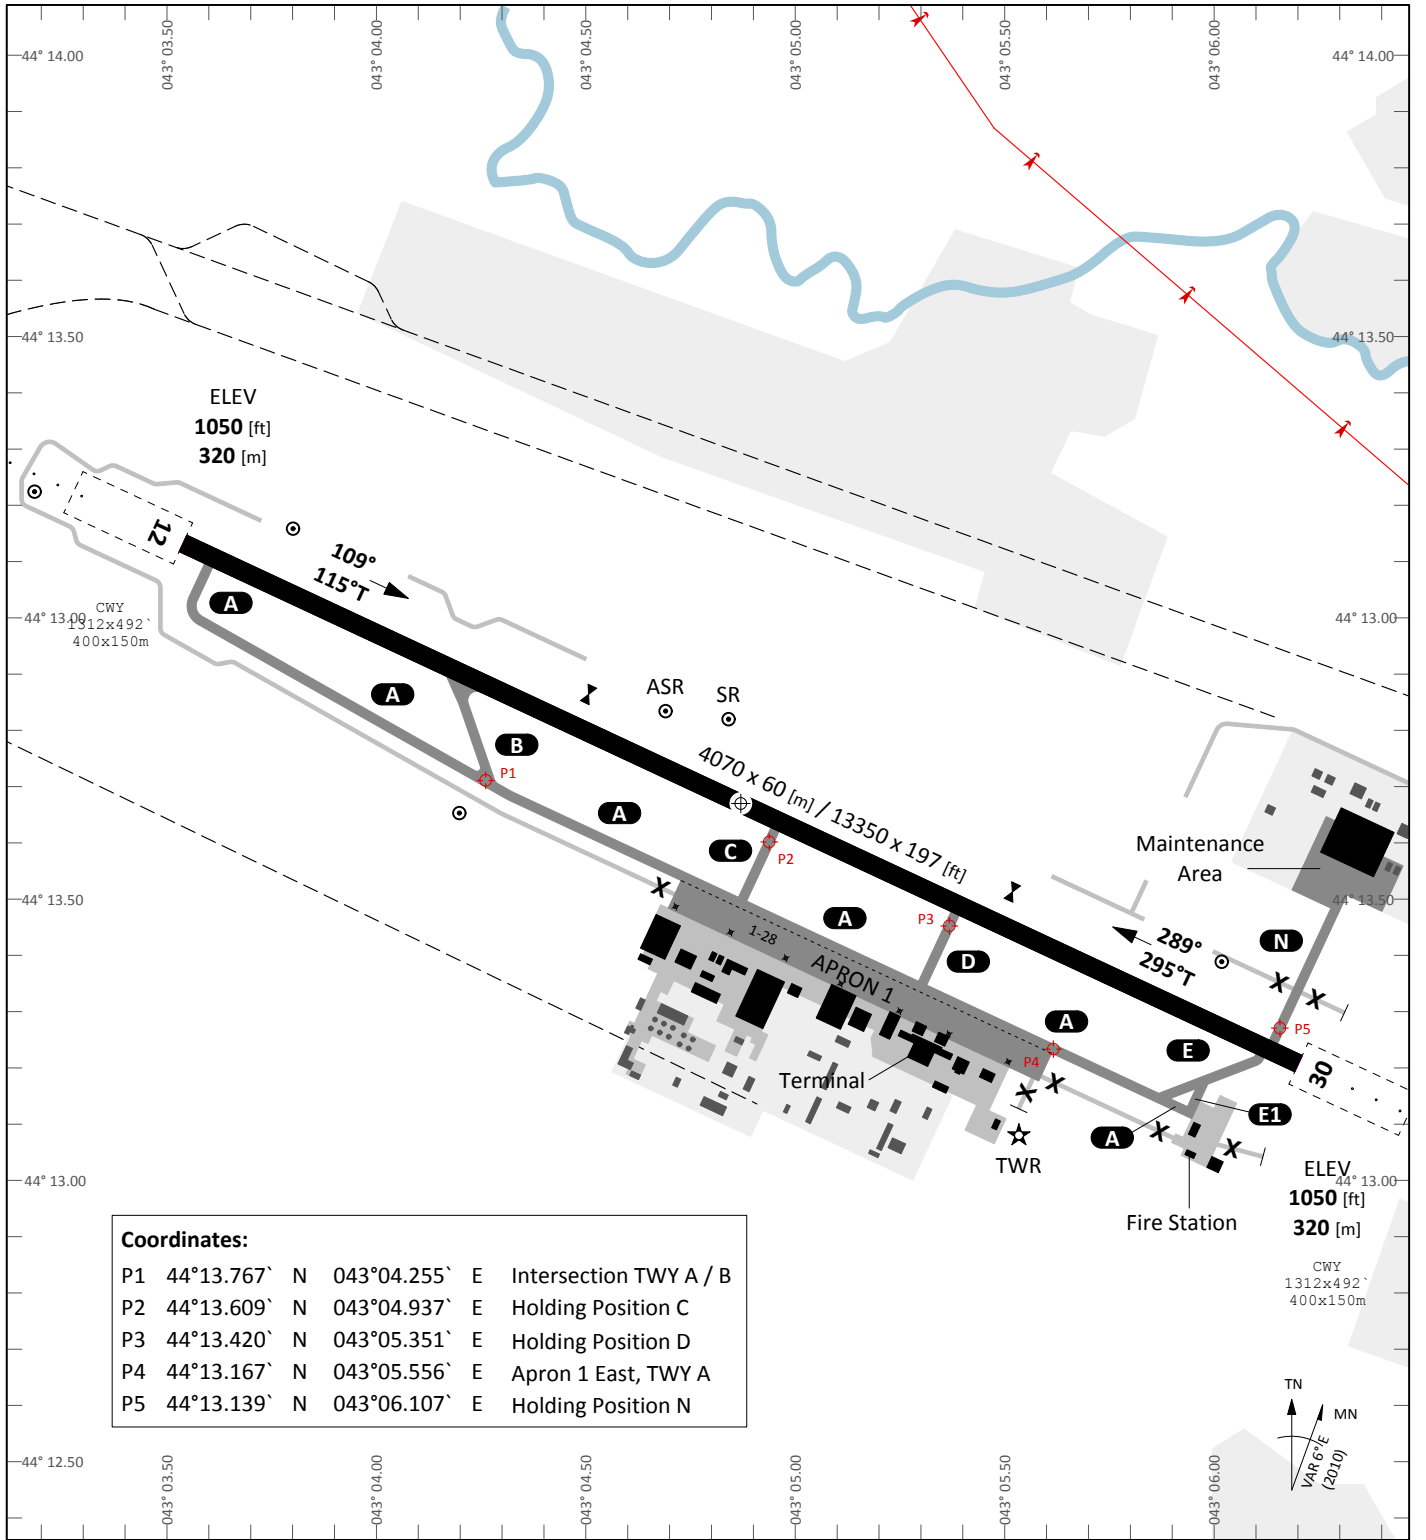 043° 03.50
043° 04.00
043° 04.50
043° 05.00
043° 05.50
043° 06.00
44° 14.00
44° 14.00
44° 13.50
44° 13.50
ELEV
1050 [ft]
320 [m]
12
109°
115°T
A
CWY
1312x492`
400x150m
44° 13.00
44° 13.00
A
ASR
SR
B
P1
4070 x 60 [m] / 13350 x 197 [ft]
A
C
P2
Maintenance
Area
44° 13.50
44° 13.50
A
P3
D
1-28
APRON 1
289°
295°T
N
A
E
P5
P4
30
Terminal
E1
A
TWR
ELEV
1050 [ft]
320 [m]
44° 13.00
44° 13.00
Fire Station
CWY
1312x492`
400x150m
Coordinates:
P1 44°13.767` N 043°04.255` E Intersection TWY A / B
P2 44°13.609` N 043°04.937` E Holding Position C
P3 44°13.420` N 043°05.351` E Holding Position D
P4 44°13.167` N 043°05.556` E Apron 1 East, TWY A
P5 44°13.139` N 043°06.107` E Holding Position N
TN
MN
VAR 6°/E
(2010)
44° 12.50
44° 12.50
043° 03.50
043° 04.00
043° 04.50
043° 05.00
043° 05.50
043° 06.00